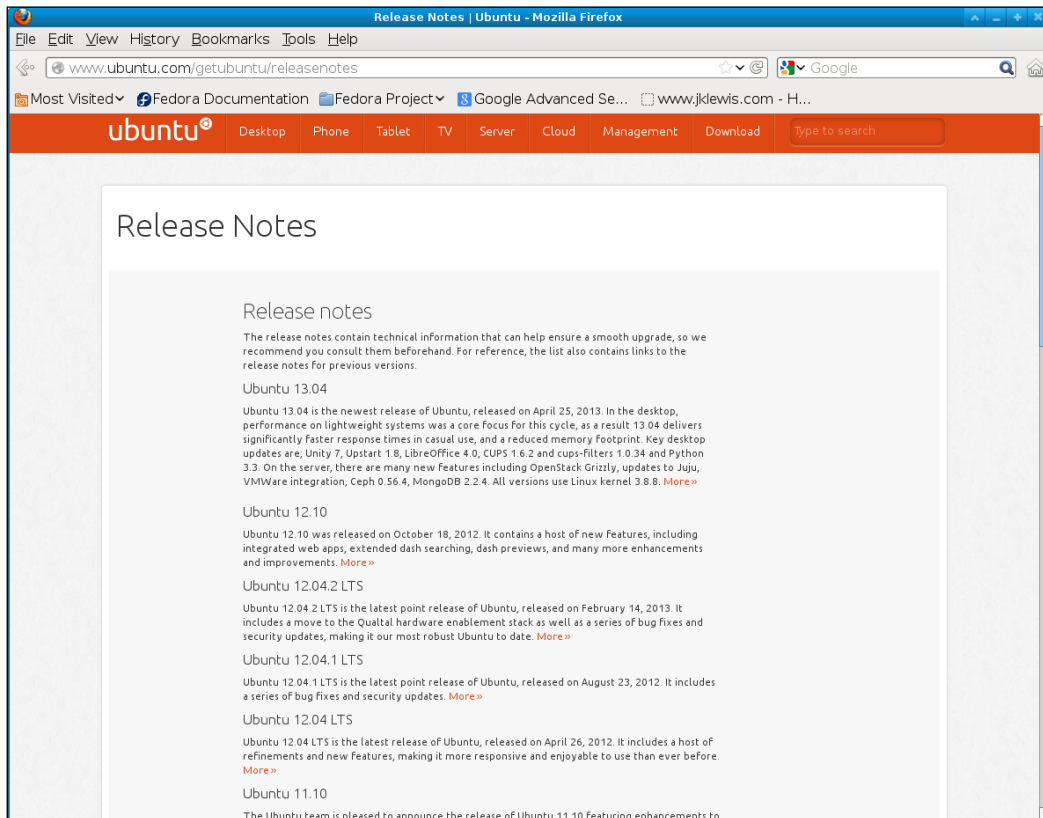 Release Notes | Ubuntu - Mozilla Firefox
File Edit View History Bookmarks Tools Help
www.ubuntu.com/getubuntu/releasenotes
Google
Most Visited Fedora Documentation Fedora Project Google Advanced Se... www.jklewis.com - H...
ubuntu Desktop Phone Tablet TV Server Cloud Management Download Type to search
Release Notes
Release notes
The release notes contain technical information that can help ensure a smooth upgrade, so we
recommend you consult them beforehand. For reference, the list also contains links to the
release notes for previous versions.
Ubuntu 13.04
Ubuntu 13.04 is the newest release of Ubuntu, released on April 25, 2013. In the desktop,
performance on lightweight systems was a core focus for this cycle, as a result 13.04 delivers
significantly faster response times in casual use, and a reduced memory footprint. Key desktop
updates are; Unity 7, Upstart 1.8, LibreOffice 4.0, CUPS 1.6.2 and cups-filters 1.0.34 and Python
3.3. On the server, there are many new features including OpenStack Grizzly, updates to Juju,
VMWare integration, Ceph 0.56.4, MongoDB 2.2.4. All versions use Linux kernel 3.8.8. More »
Ubuntu 12.10
Ubuntu 12.10 was released on October 18, 2012. It contains a host of new features, including
integrated web apps, extended dash searching, dash previews, and many more enhancements
and improvements. More »
Ubuntu 12.04.2 LTS
Ubuntu 12.04.2 LTS is the latest point release of Ubuntu, released on February 14, 2013. It
includes a move to the Qualtal hardware enablement stack as well as a series of bug fixes and
security updates, making it our most robust Ubuntu to date. More »
Ubuntu 12.04.1 LTS
Ubuntu 12.04.1 LTS is the latest point release of Ubuntu, released on August 23, 2012. It includes
a series of bug fixes and security updates. More »
Ubuntu 12.04 LTS
Ubuntu 12.04 LTS is the latest release of Ubuntu, released on April 26, 2012. It includes a host of
refinements and new features, making it more responsive and enjoyable to use than ever before.
More »
Ubuntu 11.10
The Ubuntu team is pleased to announce the release of Ubuntu 11.10 featuring enhancements to